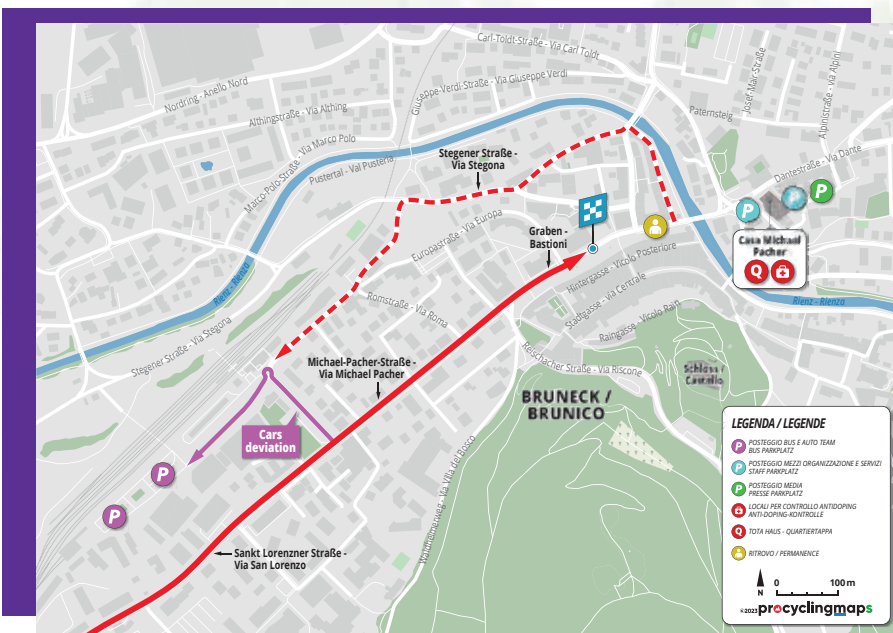 Carl-Toldt-Straße - Via Carl Toldt
Nordring - Anello Nord
Giuseppe-Verdi-Straße - Via Giuseppe Verdi
Althingstraße - Via Althing
Josef-Mair-Straße
Alpinistraße - via Alpini
Paternsteig
Marco-Polo-Straße - Via Marco Polo
Pustertal - Val Pusteria
Stegener Straße -
Via Stegona
Dantestraße - Via Dante
P
P
P
Graben -
Bastioni
Europastraße - Via Europa
Casa Michael
Pacher
Q
Hintergasse - Vicolo Posteriore
Stadtgasse - via Centrale
Raingasse - Vicolo Rain
Rienz - Rienza
Rienz - Rienza
Romstraße - Via Roma
Stegener Straße - Via Stegona
Michael-Pacher-Straße -
Via Michael Pacher
Reischacher Straße - Via Riscone
Schloss /
Castello
BRUNECK /
BRUNICO
Cars
deviation
P
P
Waldheimerweg - Via Villa del Bosco
Sankt Lorenzner Straße -
Via San Lorenzo
LEGENDA / LEGENDE
P POSTEGGIO BUS E AUTO TEAM
BUS PARKPLATZ
P POSTEGGIO MEZZI ORGANIZZAZIONE E SERVIZI
STAFF PARKPLATZ
P POSTEGGIO MEDIA
PRESSE PARKPLATZ
LOCALI PER CONTROLLO ANTIDOPING
ANTI-DOPING-KONTROLLE
Q TOTA HAUS - QUARTIERTAPPA
RITROVO / PERMANENCE
N
0 100 m
©2023 procyclingmaps